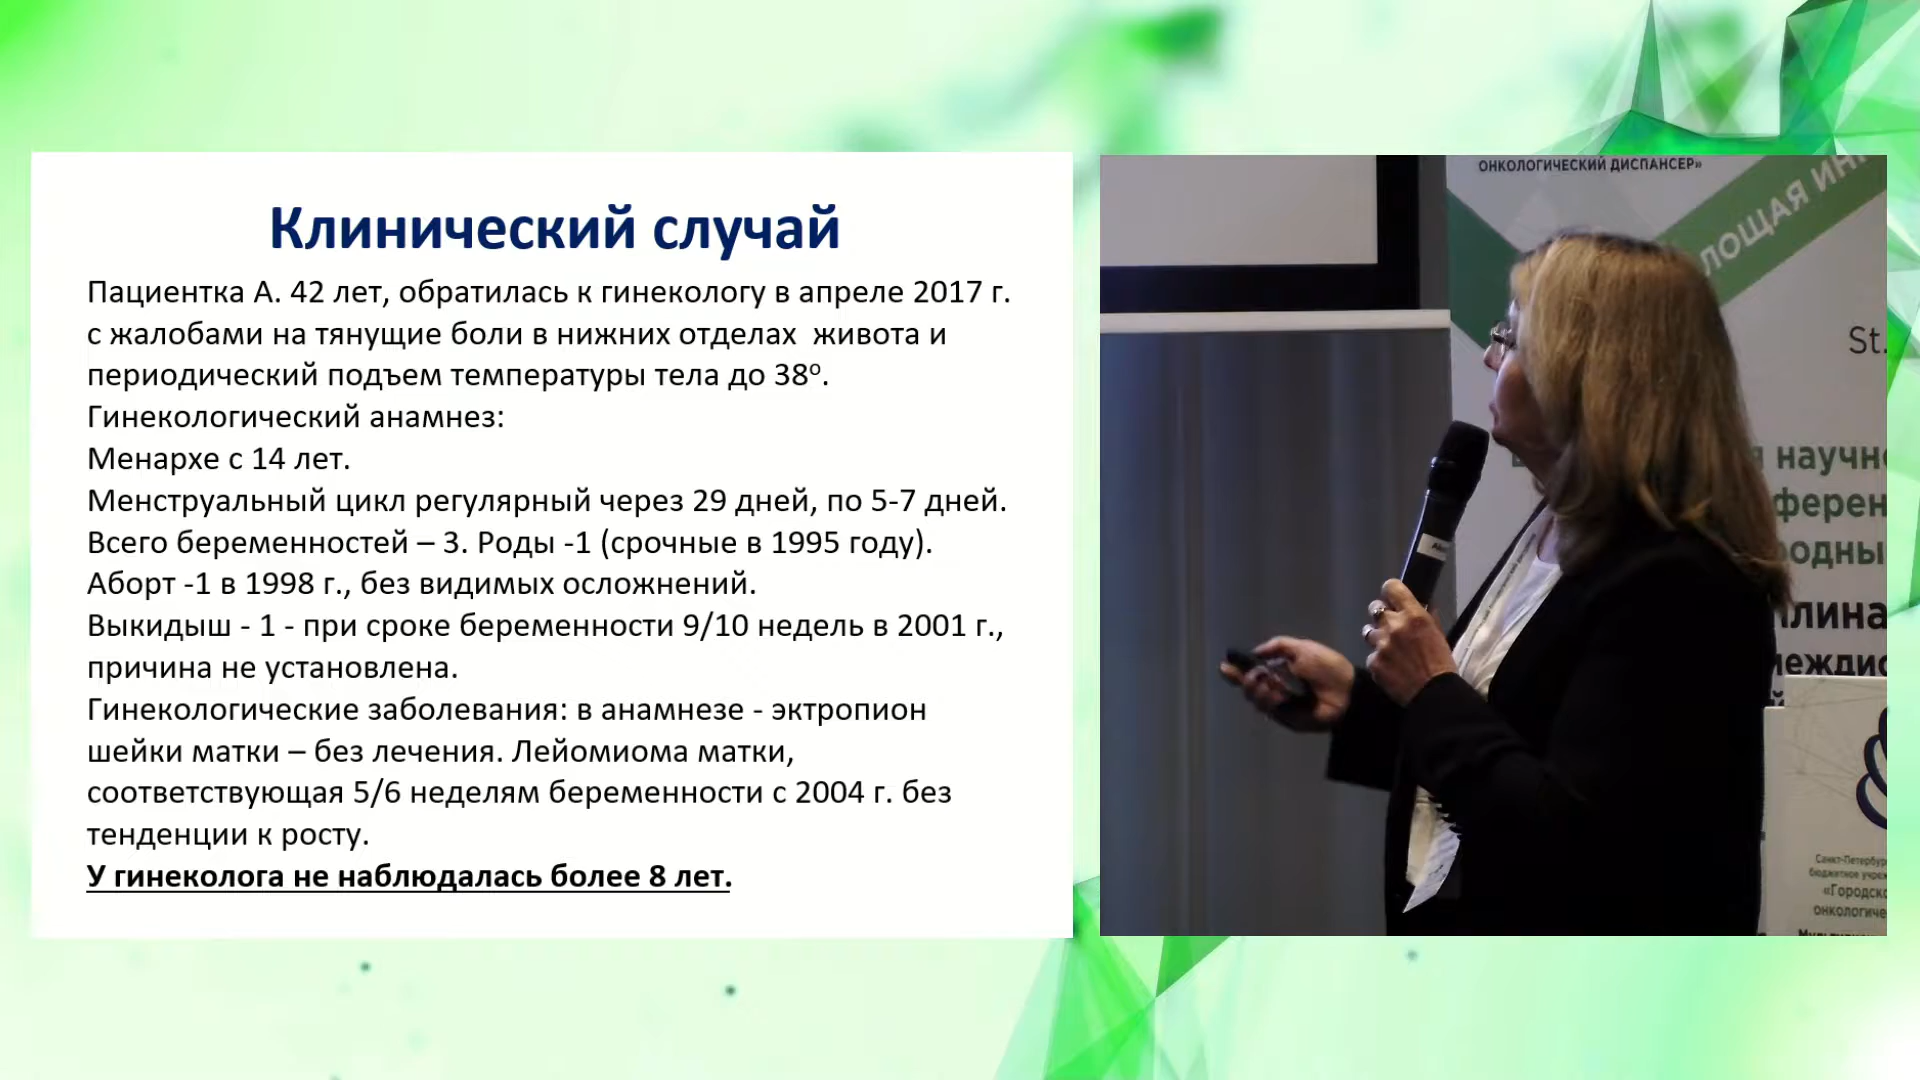 Клинический случай
Пациентка А. 42 лет, обратилась к гинекологу в апреле 2017 г.
с жалобами на тянущие боли в нижних отделах  живота и
периодический подъем температуры тела до 38º.
Гинекологический анамнез:
Менархе с 14 лет.
Менструальный цикл регулярный через 29 дней, по 5-7 дней.
Всего беременностей – 3. Роды -1 (срочные в 1995 году).
Аборт -1 в 1998 г., без видимых осложнений.
Выкидыш - 1 - при сроке беременности 9/10 недель в 2001 г.,
причина не установлена.
Гинекологические заболевания: в анамнезе - эктропион
шейки матки – без лечения. Лейомиома матки,
соответствующая 5/6 неделям беременности с 2004 г. без
тенденции к росту.
У гинеколога не наблюдалась более 8 лет.
ОНКОЛОГИЧЕСКИЙ ДИСПАНСЕР»
St.